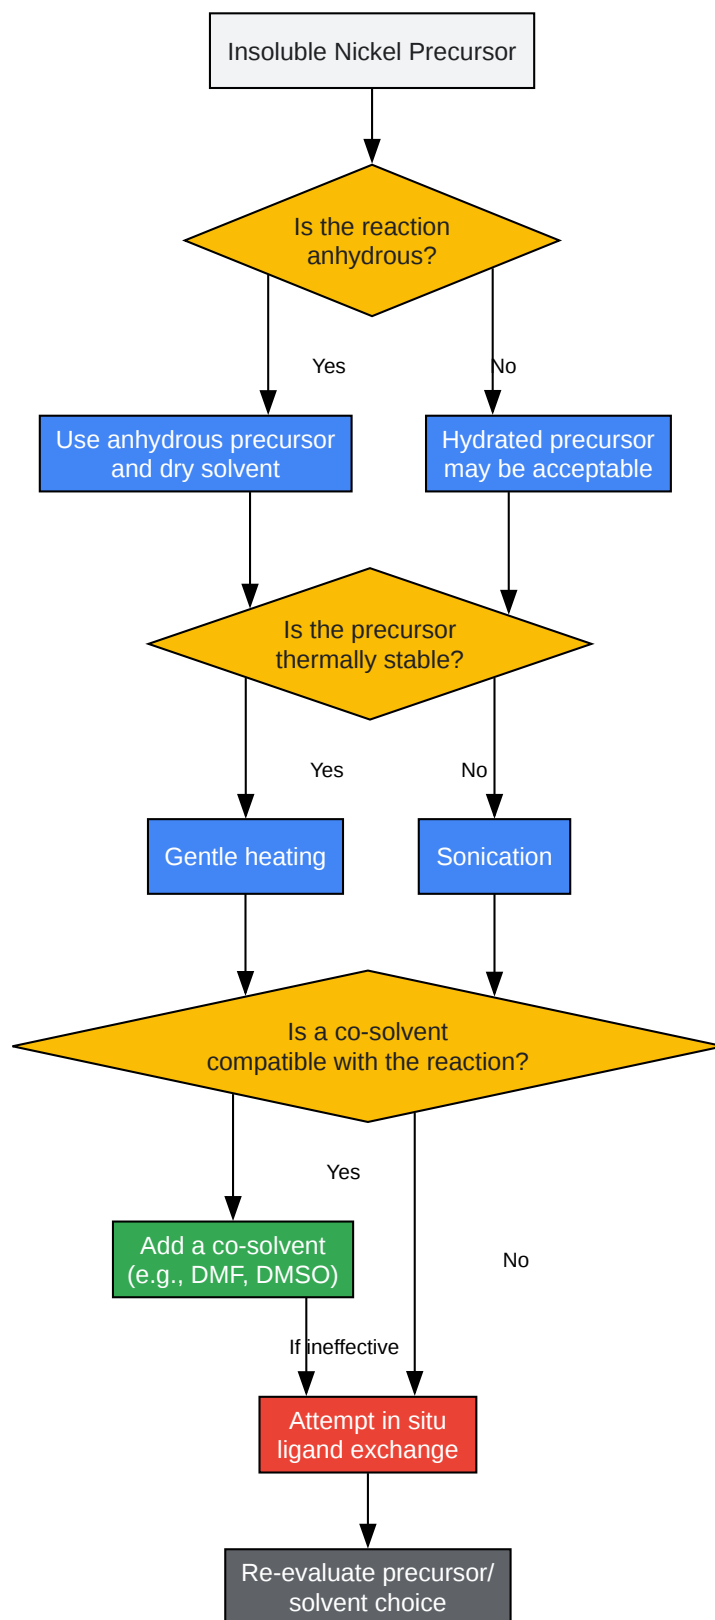 Insoluble Nickel Precursor
Is the reaction
anhydrous?
Yes
No
Use anhydrous precursor
and dry solvent
Hydrated precursor
may be acceptable
Is the precursor
thermally stable?
Yes
No
Gentle heating
Sonication
Is a co-solvent
compatible with the reaction?
Yes
Add a co-solvent
(e.g., DMF, DMSO)
No
If ineffective
Attempt in situ
ligand exchange
Re-evaluate precursor/
solvent choice